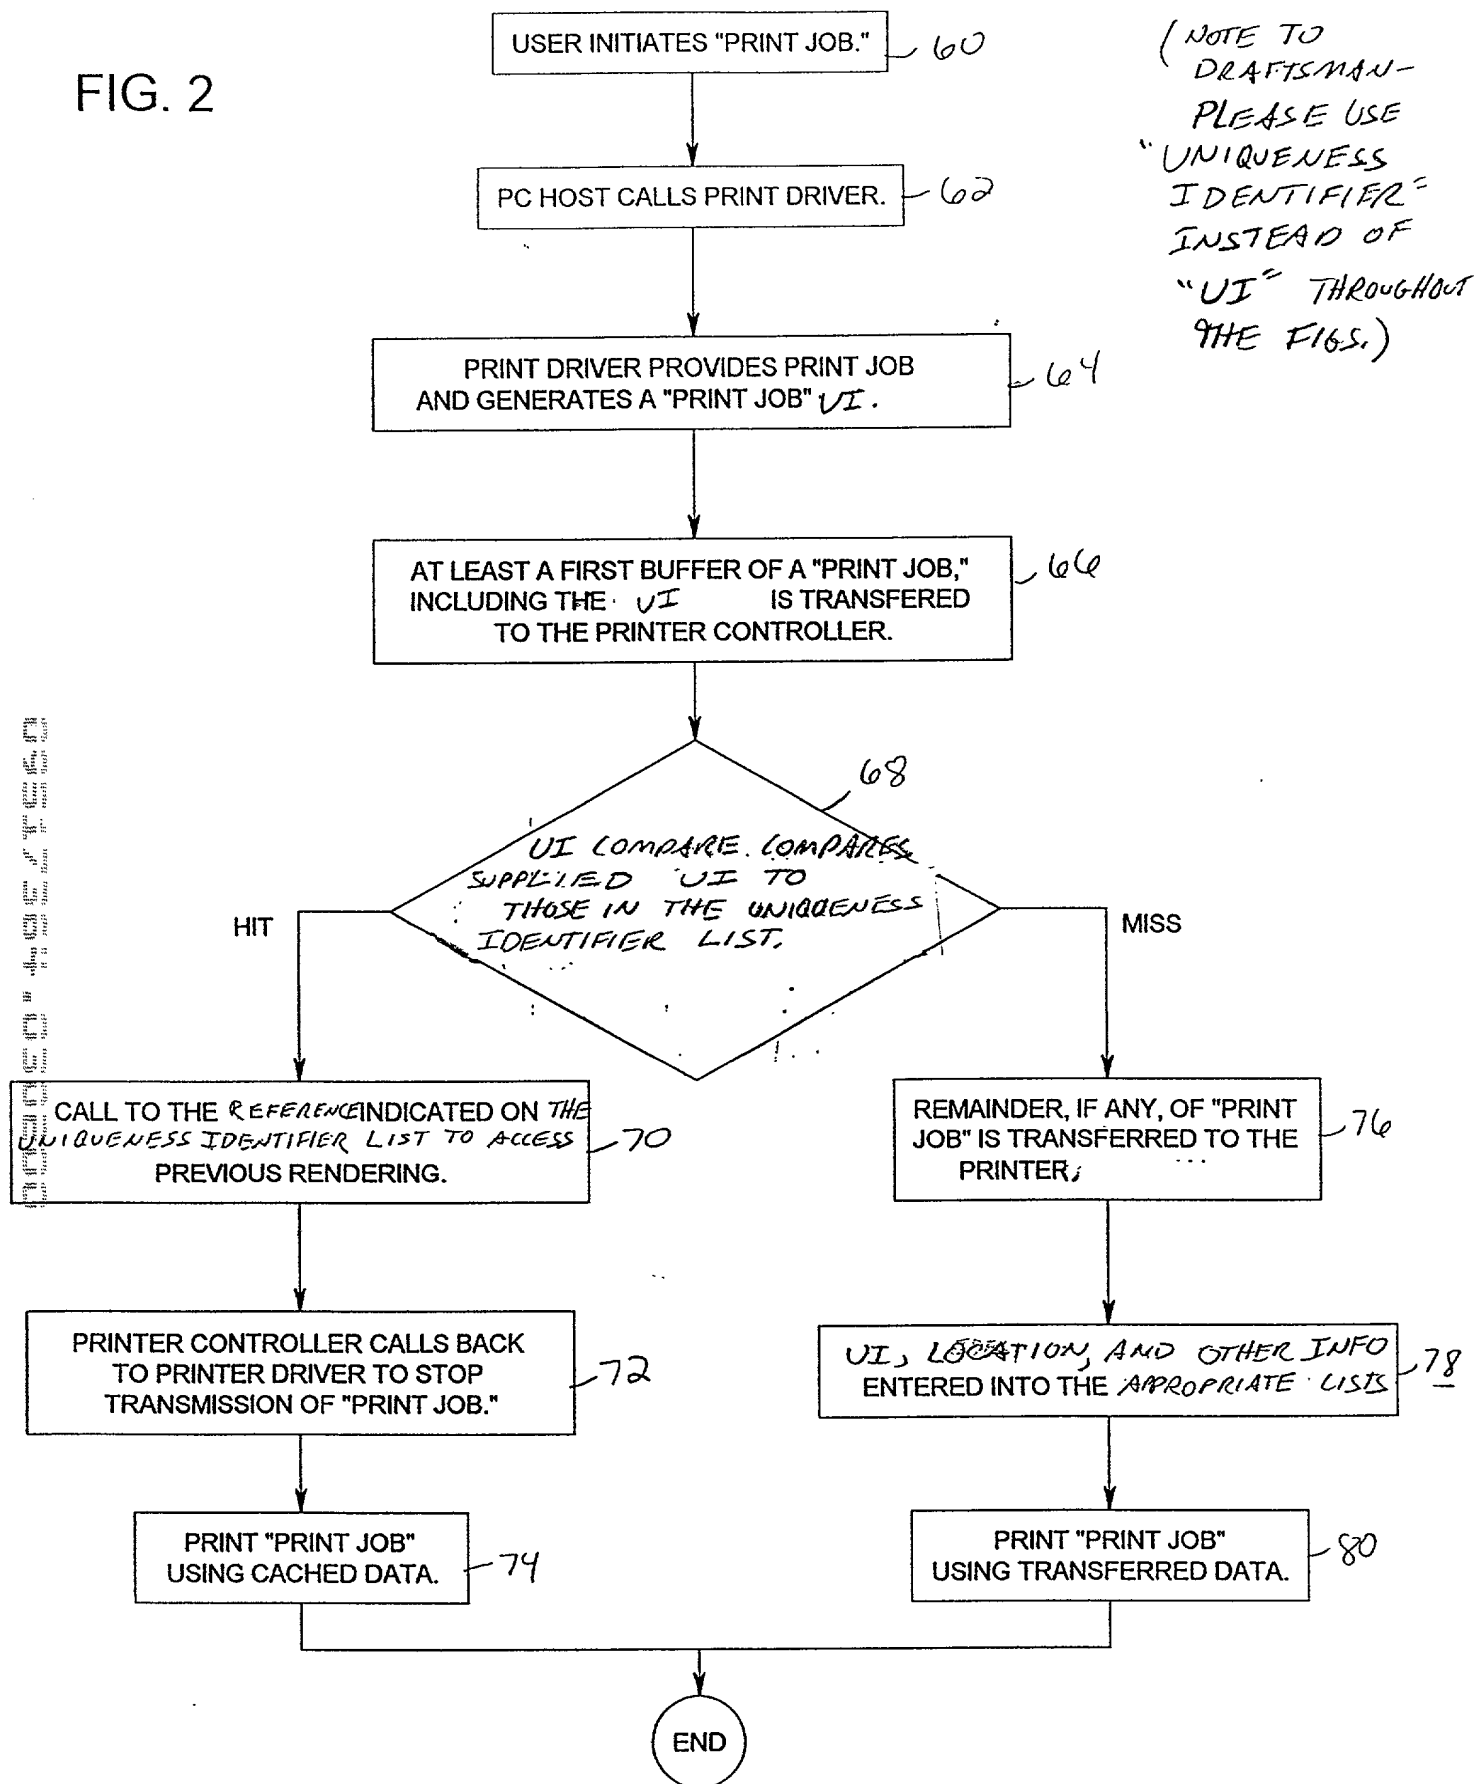 FIG. 2
USER INITIATES "PRINT JOB."
60
(NOTE TO
DRAFTSMAN-
PLEASE USE
"UNIQUENESS
IDENTIFIER"
INSTEAD OF
"UI" THROUGHOUT
THE FIGS.)
PC HOST CALLS PRINT DRIVER.
62
PRINT DRIVER PROVIDES PRINT JOB
AND GENERATES A "PRINT JOB" UI.
64
AT LEAST A FIRST BUFFER OF A "PRINT JOB,"
INCLUDING THE UI IS TRANSFERED
TO THE PRINTER CONTROLLER.
66
68
UI COMPARE COMPARES
SUPPLIED UI TO
THOSE IN THE UNIQUENESS
IDENTIFIER LIST.
HIT
MISS
CALL TO THE REFERENCE INDICATED ON THE
UNIQUENESS IDENTIFIER LIST TO ACCESS
PREVIOUS RENDERING.
70
REMAINDER, IF ANY, OF "PRINT
JOB" IS TRANSFERRED TO THE
PRINTER;
76
PRINTER CONTROLLER CALLS BACK
TO PRINTER DRIVER TO STOP
TRANSMISSION OF "PRINT JOB."
72
UI, LOCATION, AND OTHER INFO
ENTERED INTO THE APPROPRIATE LISTS
78
PRINT "PRINT JOB"
USING CACHED DATA.
74
PRINT "PRINT JOB"
USING TRANSFERRED DATA.
80
END